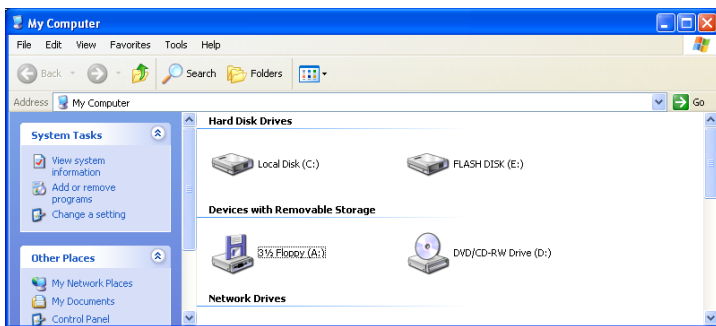 My Computer
File Edit View Favorites Tools Help
Back Search Folders
Address My Computer Go
System Tasks
View system
information
Add or remove
programs
Change a setting
Other Places
My Network Places
My Documents
Control Panel
Hard Disk Drives
Local Disk (C:) FLASH DISK (E:)
Devices with Removable Storage
3½ Floppy (A:) DVD/CD-RW Drive (D:)
Network Drives